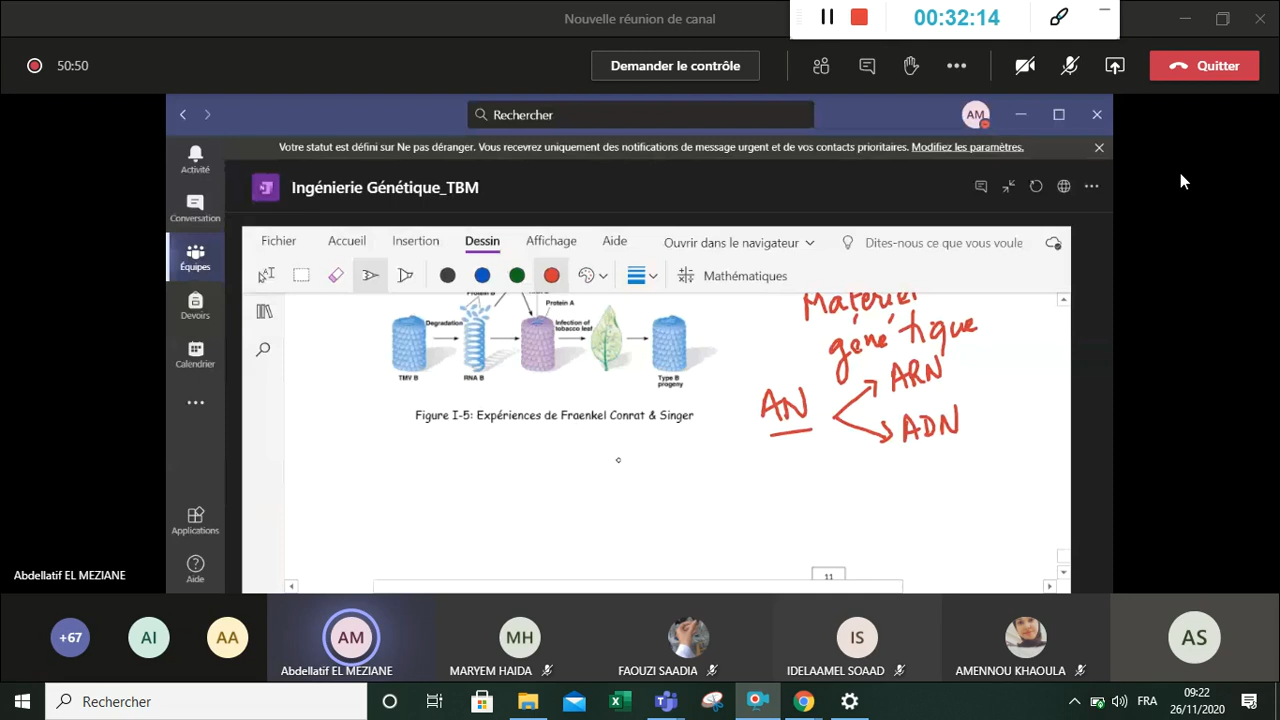 Nouvelle réunion de canal
00:32:14
50:50
Demander le contrôle
Quitter
Rechercher
AM
Votre statut est défini sur Ne pas déranger. Vous recevrez uniquement des notifications de message urgent et de vos contacts prioritaires. Modifiez les paramètres.
Activité
Ingénierie Génétique_TBM
Conversation
Fichier Accueil Insertion Dessin Affichage Aide Ouvrir dans le navigateur Dites-nous ce que vous voule
Équipes
Mathématiques
Devoirs
Calendrier
Protein B
Protein A
Degradation
Infection of tobacco leaf
TMV B
RNA B
Type B
progeny
Figure I-5: Expériences de Fraenkel Conrat & Singer
Matériel
génétique
AN
ARN
ADN
Applications
Aide
11
Abdellatif EL MEZIANE
+67 AI AA AM MH IS AS
Abdellatif EL MEZIANE MARYEM HAIDA FAOUZI SAADIA IDELAAMEL SOAAD AMENNOU KHAOULA
Rechercher
FRA
09:22
26/11/2020